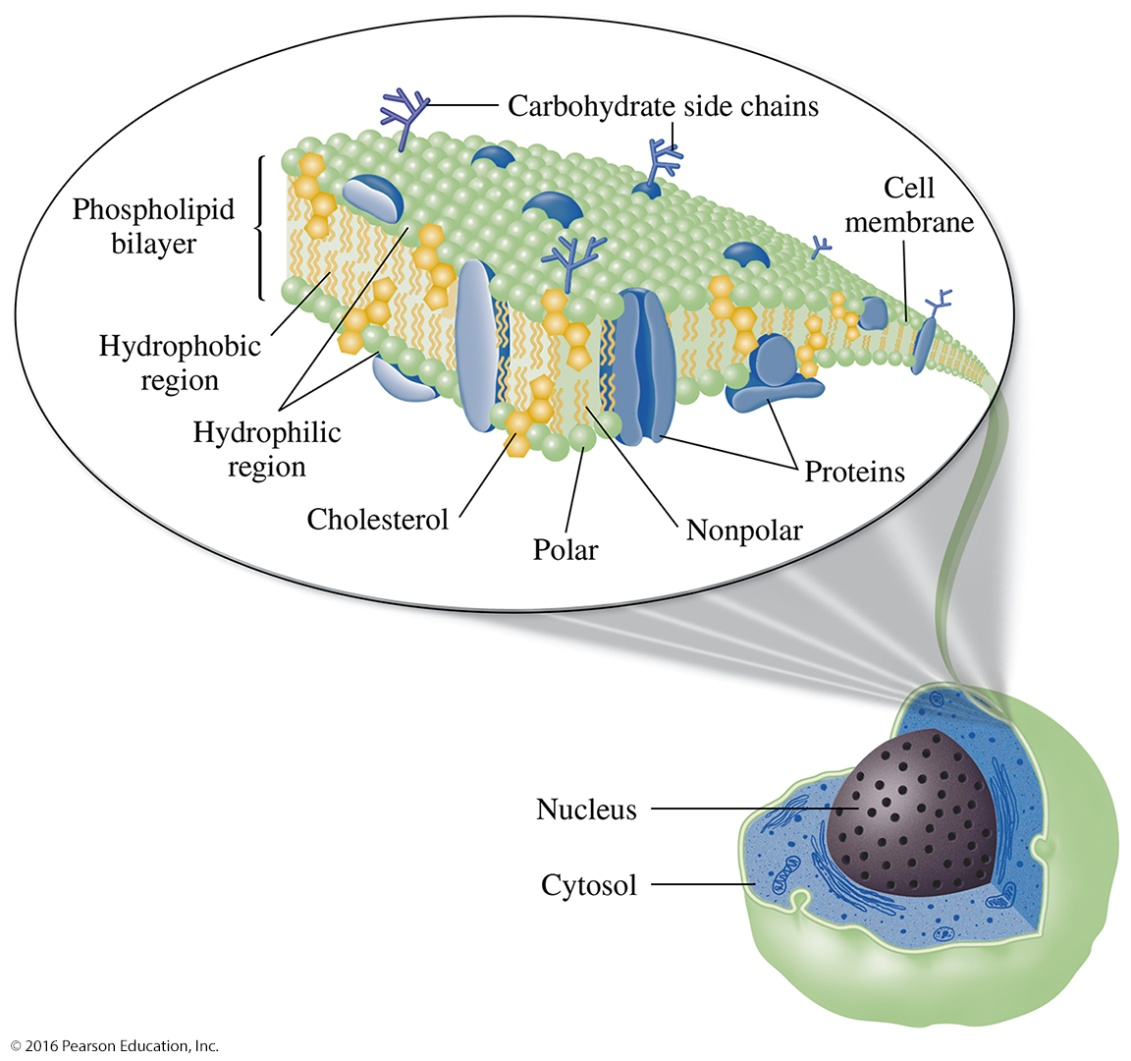 Carbohydrate side chains
Cell
membrane
Phospholipid
bilayer
Hydrophobic
region
Hydrophilic
region
Cholesterol
Polar
Nonpolar
Proteins
Nucleus
Cytosol
© 2016 Pearson Education, Inc.